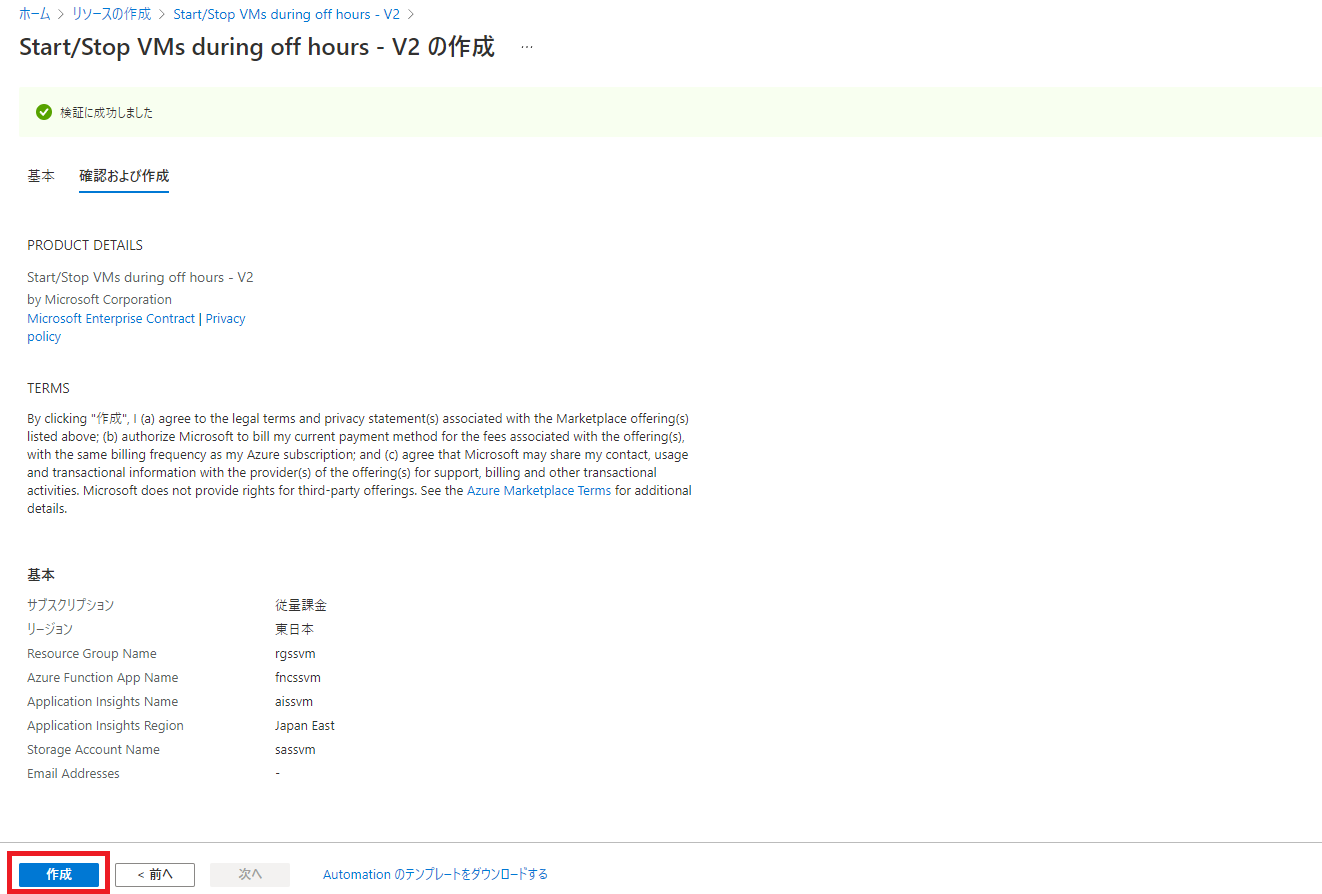 ホーム > リソースの作成 > Start/Stop VMs during off hours - V2 >
Start/Stop VMs during off hours - V2 の作成 ...
検証に成功しました
基本 確認および作成
PRODUCT DETAILS
Start/Stop VMs during off hours - V2
by Microsoft Corporation
Microsoft Enterprise Contract | Privacy
policy
TERMS
By clicking "作成", I (a) agree to the legal terms and privacy statement(s) associated with the Marketplace offering(s)
listed above; (b) authorize Microsoft to bill my current payment method for the fees associated with the offering(s),
with the same billing frequency as my Azure subscription; and (c) agree that Microsoft may share my contact, usage
and transactional information with the provider(s) of the offering(s) for support, billing and other transactional
activities. Microsoft does not provide rights for third-party offerings. See the Azure Marketplace Terms for additional
details.
基本
サブスクリプション 従量課金
リージョン 東日本
Resource Group Name rgssvm
Azure Function App Name fncssvm
Application Insights Name aissvm
Application Insights Region Japan East
Storage Account Name sassvm
Email Addresses -
作成 < 前へ 次へ Automation のテンプレートをダウンロードする